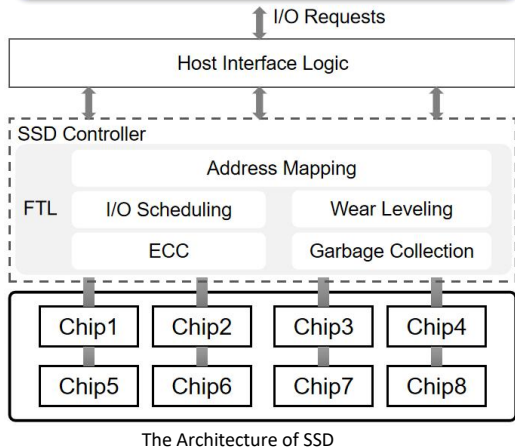 I/O Requests
Host Interface Logic
SSD Controller
Address Mapping
FTL I/O Scheduling Wear Leveling
ECC Garbage Collection
Chip1 Chip2 Chip3 Chip4
Chip5 Chip6 Chip7 Chip8
The Architecture of SSD